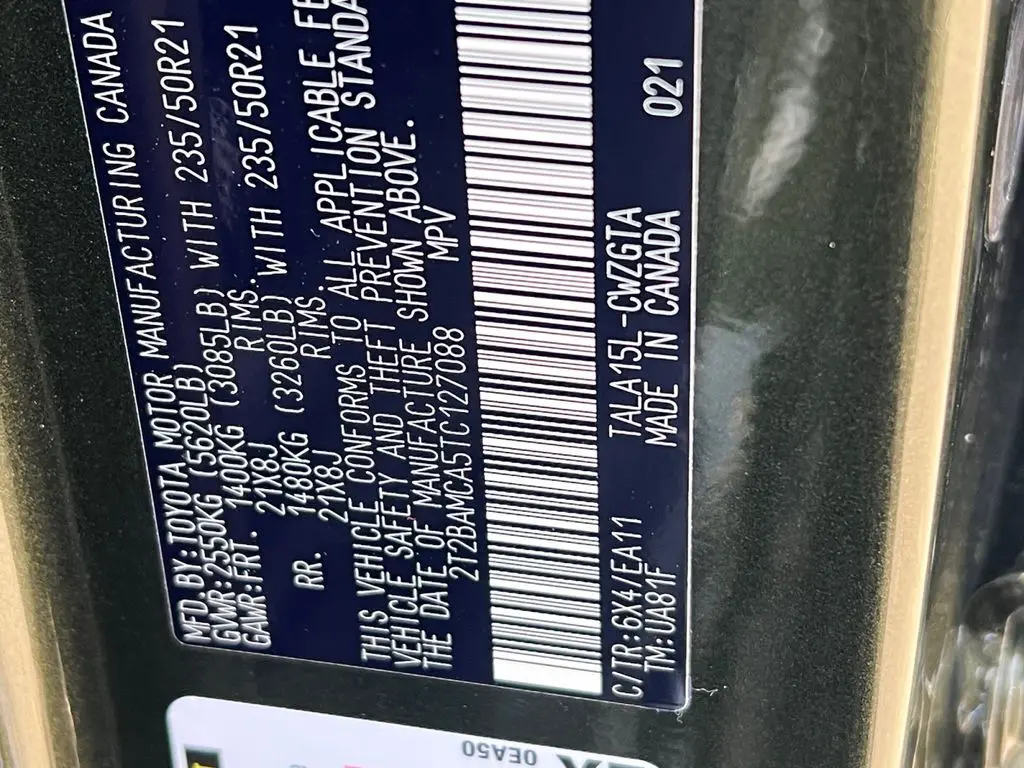 MFD.BY:TOYOTA MOTOR MANUFACTURING CANADA
GVWR:2550KG (5620LB)
GAWR:FRT. 1400KG (3085LB) WITH 235/50R21
21X8J RIMS.
RR. 1480KG (3260LB) WITH 235/50R21
21X8J RIMS.
THIS VEHICLE CONFORMS TO ALL APPLICABLE
VEHICLE SAFETY AND THEFT PREVENTION
THE DATE OF MANUFACTURE SHOWN ABOVE.
2T2BAMCA5TC127088 MPV
C/TR:6X4/EA11 TALA15L-CWZGTA 021
TM:UA81F MADE IN CANADA
0EA50